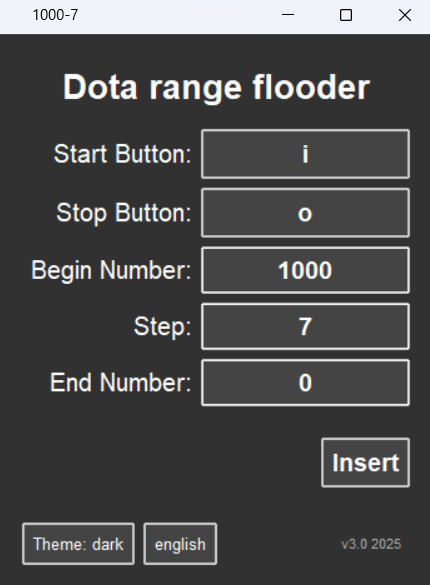 1000-7
Dota range flooder
Start Button: i
Stop Button: o
Begin Number: 1000
Step: 7
End Number: 0
Insert
Theme: dark english v3.0 2025